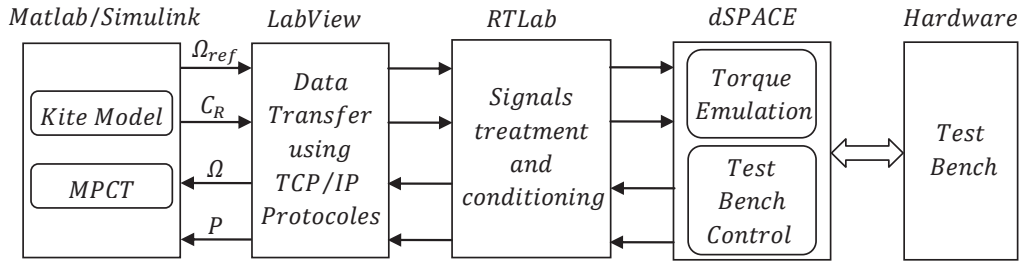 Matlab/Simulink
LabView
RTLab
dSPACE
Hardware
Ω_ref
C_R
Ω
P
Kite Model
MPCT
Data
Transfer
using
TCP/IP
Protocoles
Signals
treatment
and
conditioning
Torque
Emulation
Test
Bench
Control
Test
Bench